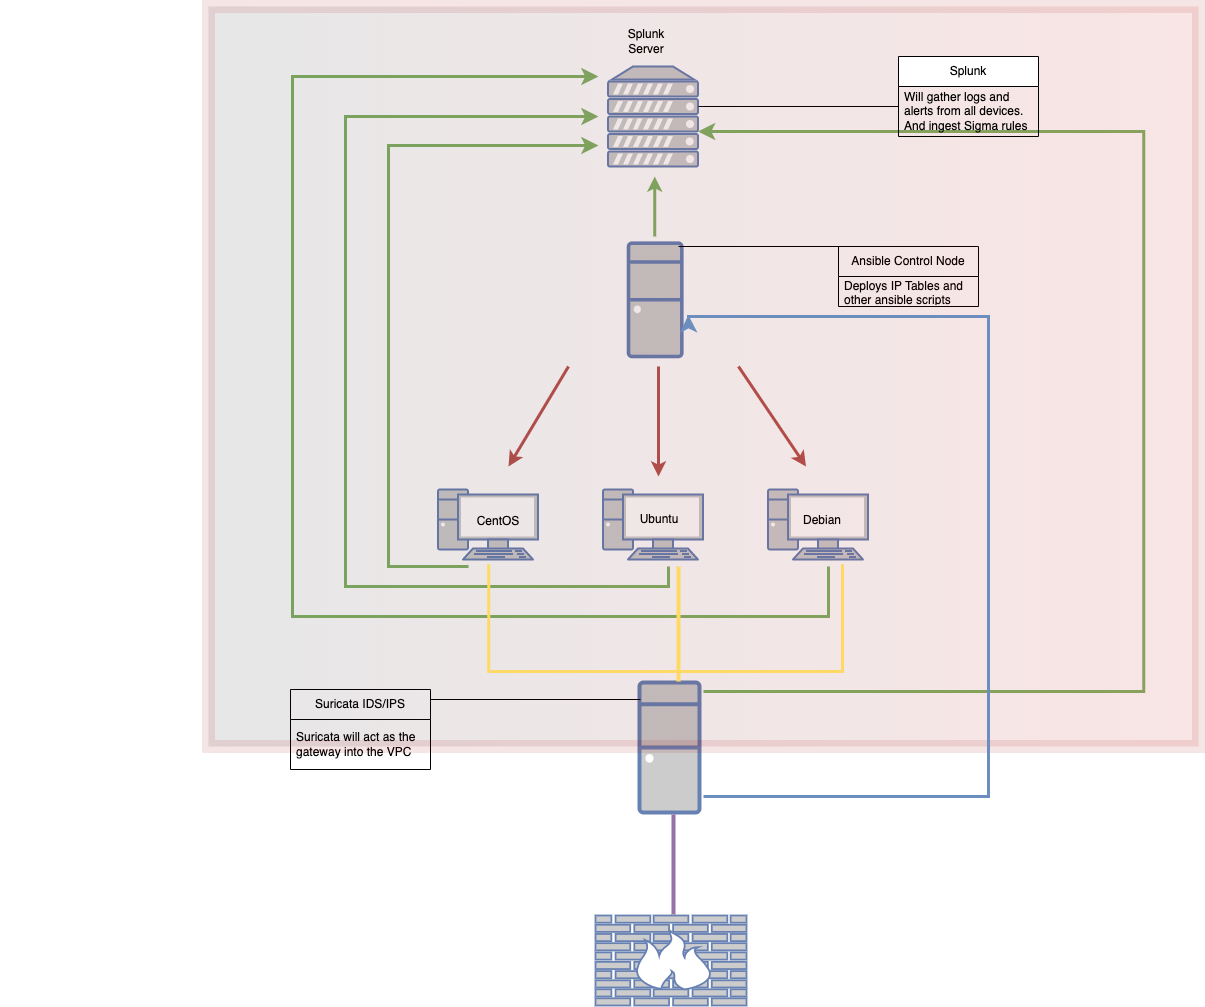 Splunk
Server
Splunk
Will gather logs and
alerts from all devices.
And ingest Sigma rules
Ansible Control Node
Deploys IP Tables and
other ansible scripts
CentOS
Ubuntu
Debian
Suricata IDS/IPS
Suricata will act as the
gateway into the VPC